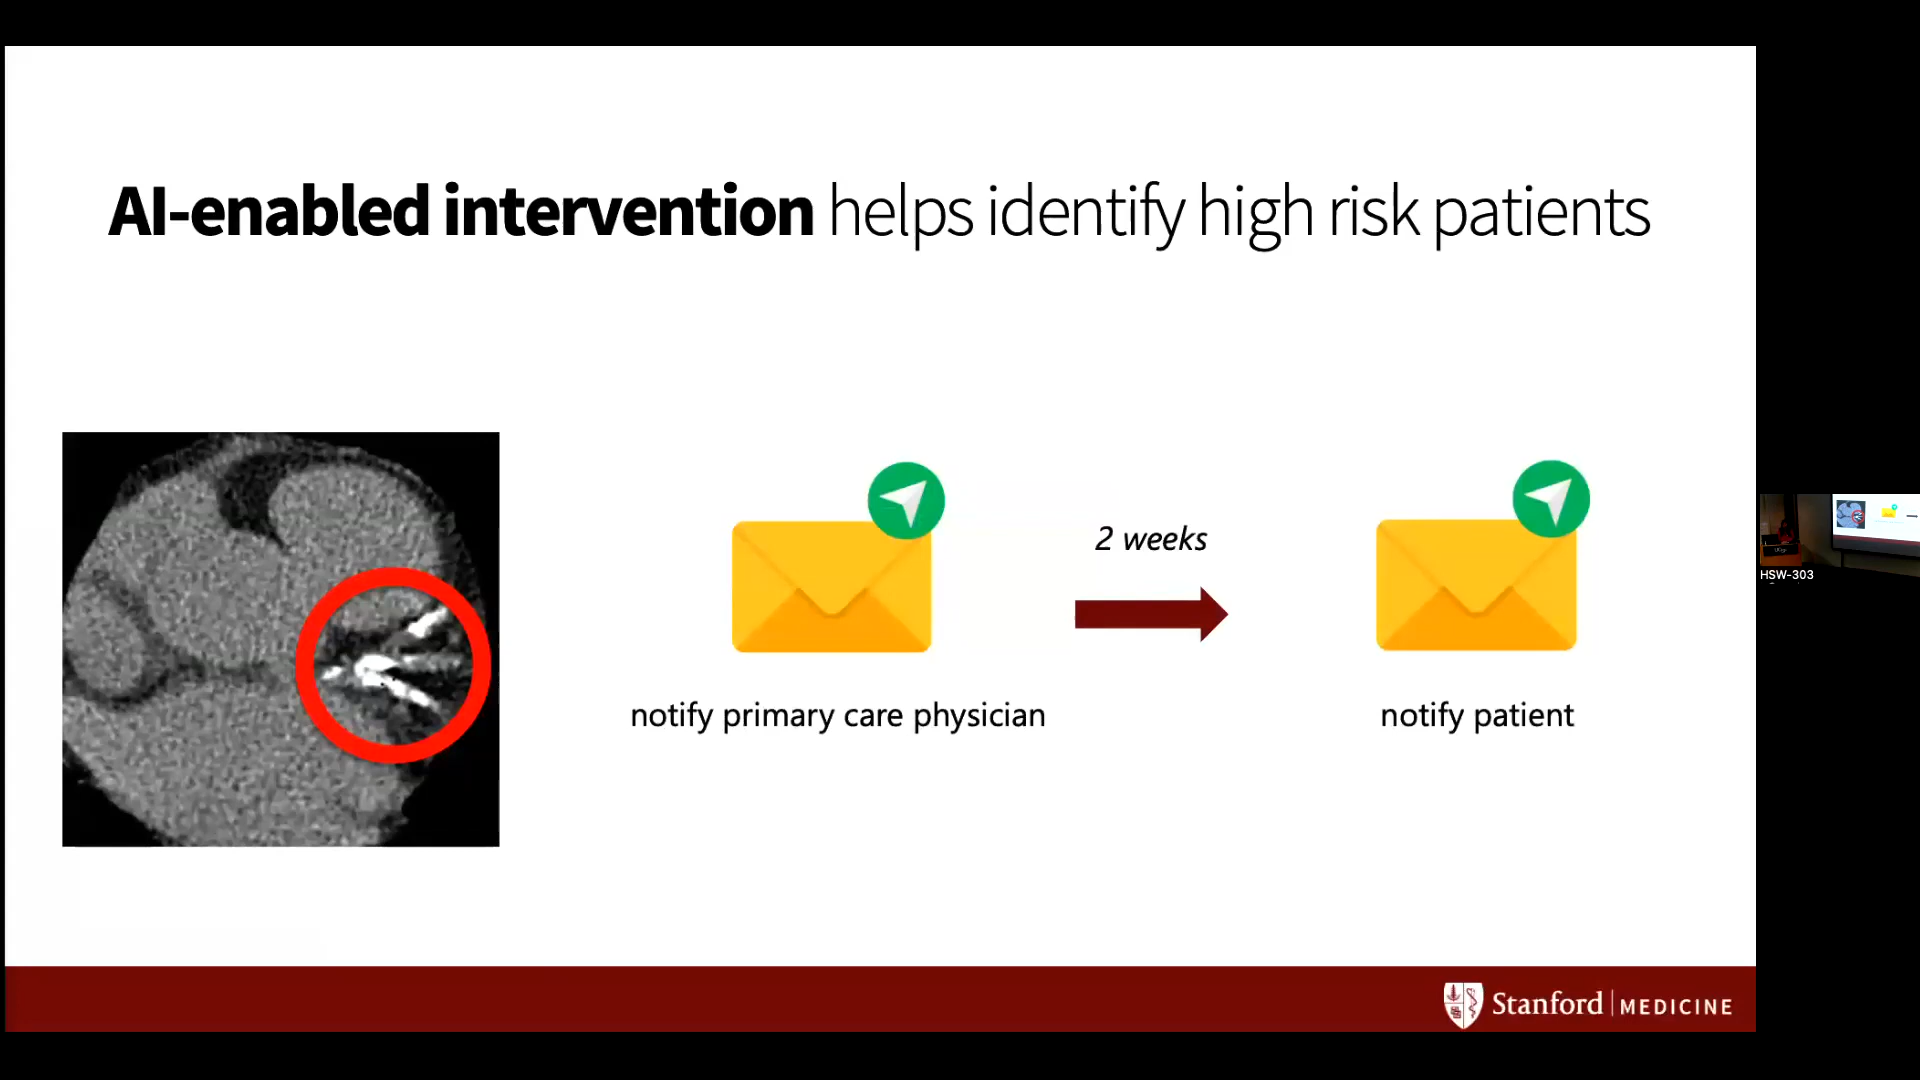 AI-enabled intervention helps identify high risk patients
2 weeks
notify primary care physician
notify patient
HSW-303
Stanford MEDICINE